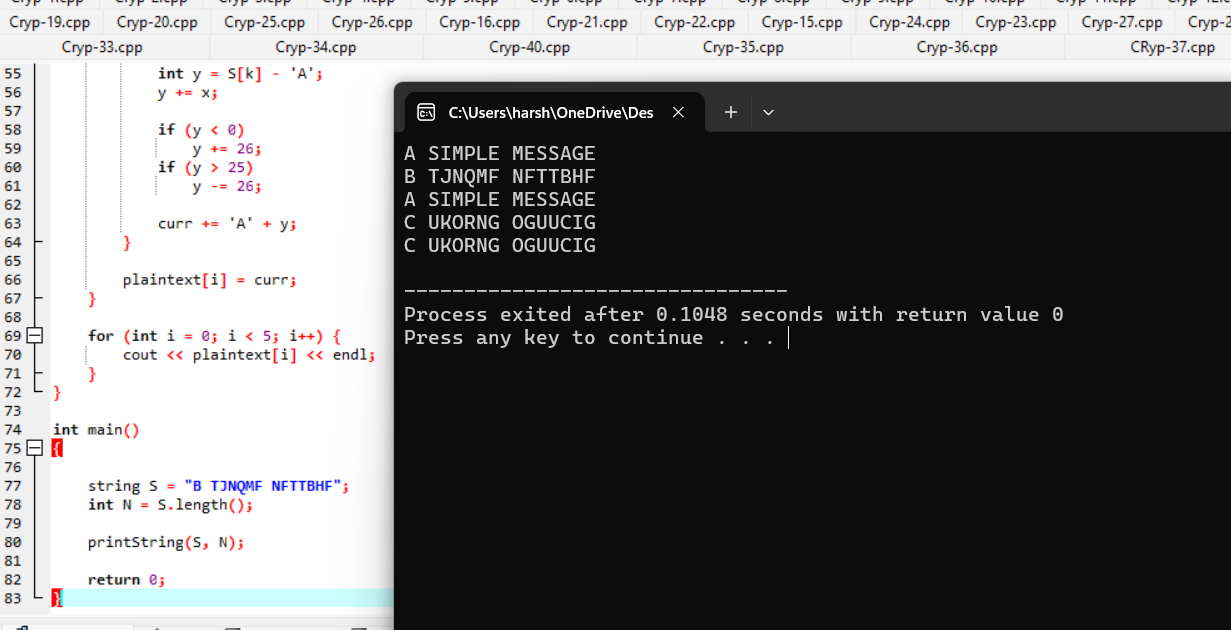 Cryp-19.cpp Cryp-20.cpp Cryp-25.cpp Cryp-26.cpp Cryp-16.cpp Cryp-21.cpp Cryp-22.cpp Cryp-15.cpp Cryp-24.cpp Cryp-23.cpp Cryp-27.cpp
Cryp-33.cpp Cryp-34.cpp Cryp-40.cpp Cryp-35.cpp Cryp-36.cpp CRyp-37.cpp
55 int y = S[k] - 'A';
56 y += x;
57
58 if (y < 0)
59 y += 26;
60 if (y > 25)
61 y -= 26;
62
63 curr += 'A' + y;
64 }
65
66 plaintext[i] = curr;
67 }
68
69 for (int i = 0; i < 5; i++) {
70 cout << plaintext[i] << endl;
71 }
72 }
73
74 int main()
75 {
76
77 string S = "B TJNQMF NFTTBHF";
78 int N = S.length();
79
80 printString(S, N);
81
82 return 0;
83 }
C:\Users\harsh\OneDrive\Des
A SIMPLE MESSAGE
B TJNQMF NFTTBHF
A SIMPLE MESSAGE
C UKORNG OGUUCIG
C UKORNG OGUUCIG
--------------------------------
Process exited after 0.1048 seconds with return value 0
Press any key to continue . . .